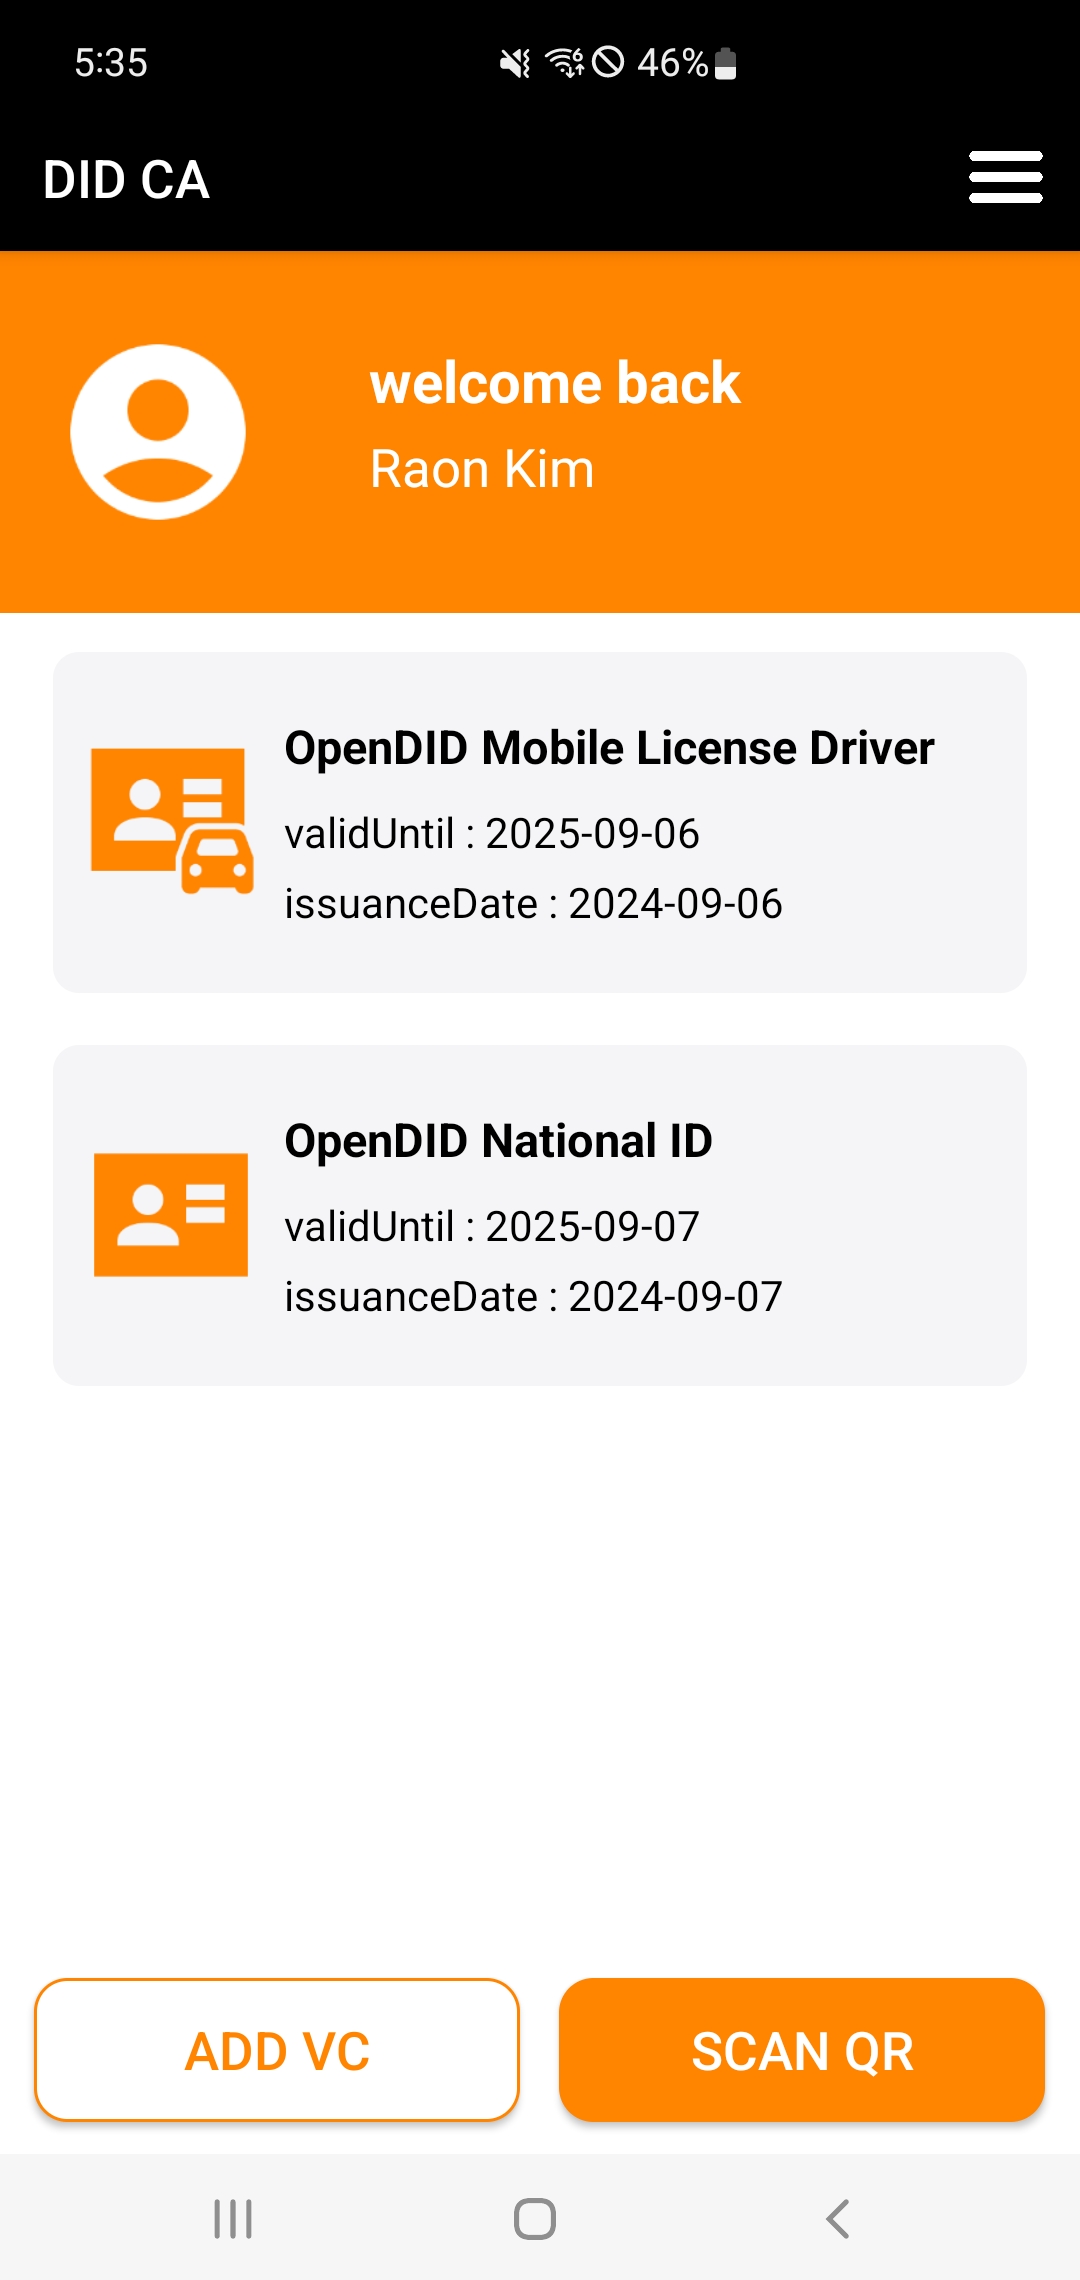 5:35
46%
DID CA
welcome back
Raon Kim
OpenDID Mobile License Driver
validUntil : 2025-09-06
issuanceDate : 2024-09-06
OpenDID National ID
validUntil : 2025-09-07
issuanceDate : 2024-09-07
ADD VC
SCAN QR